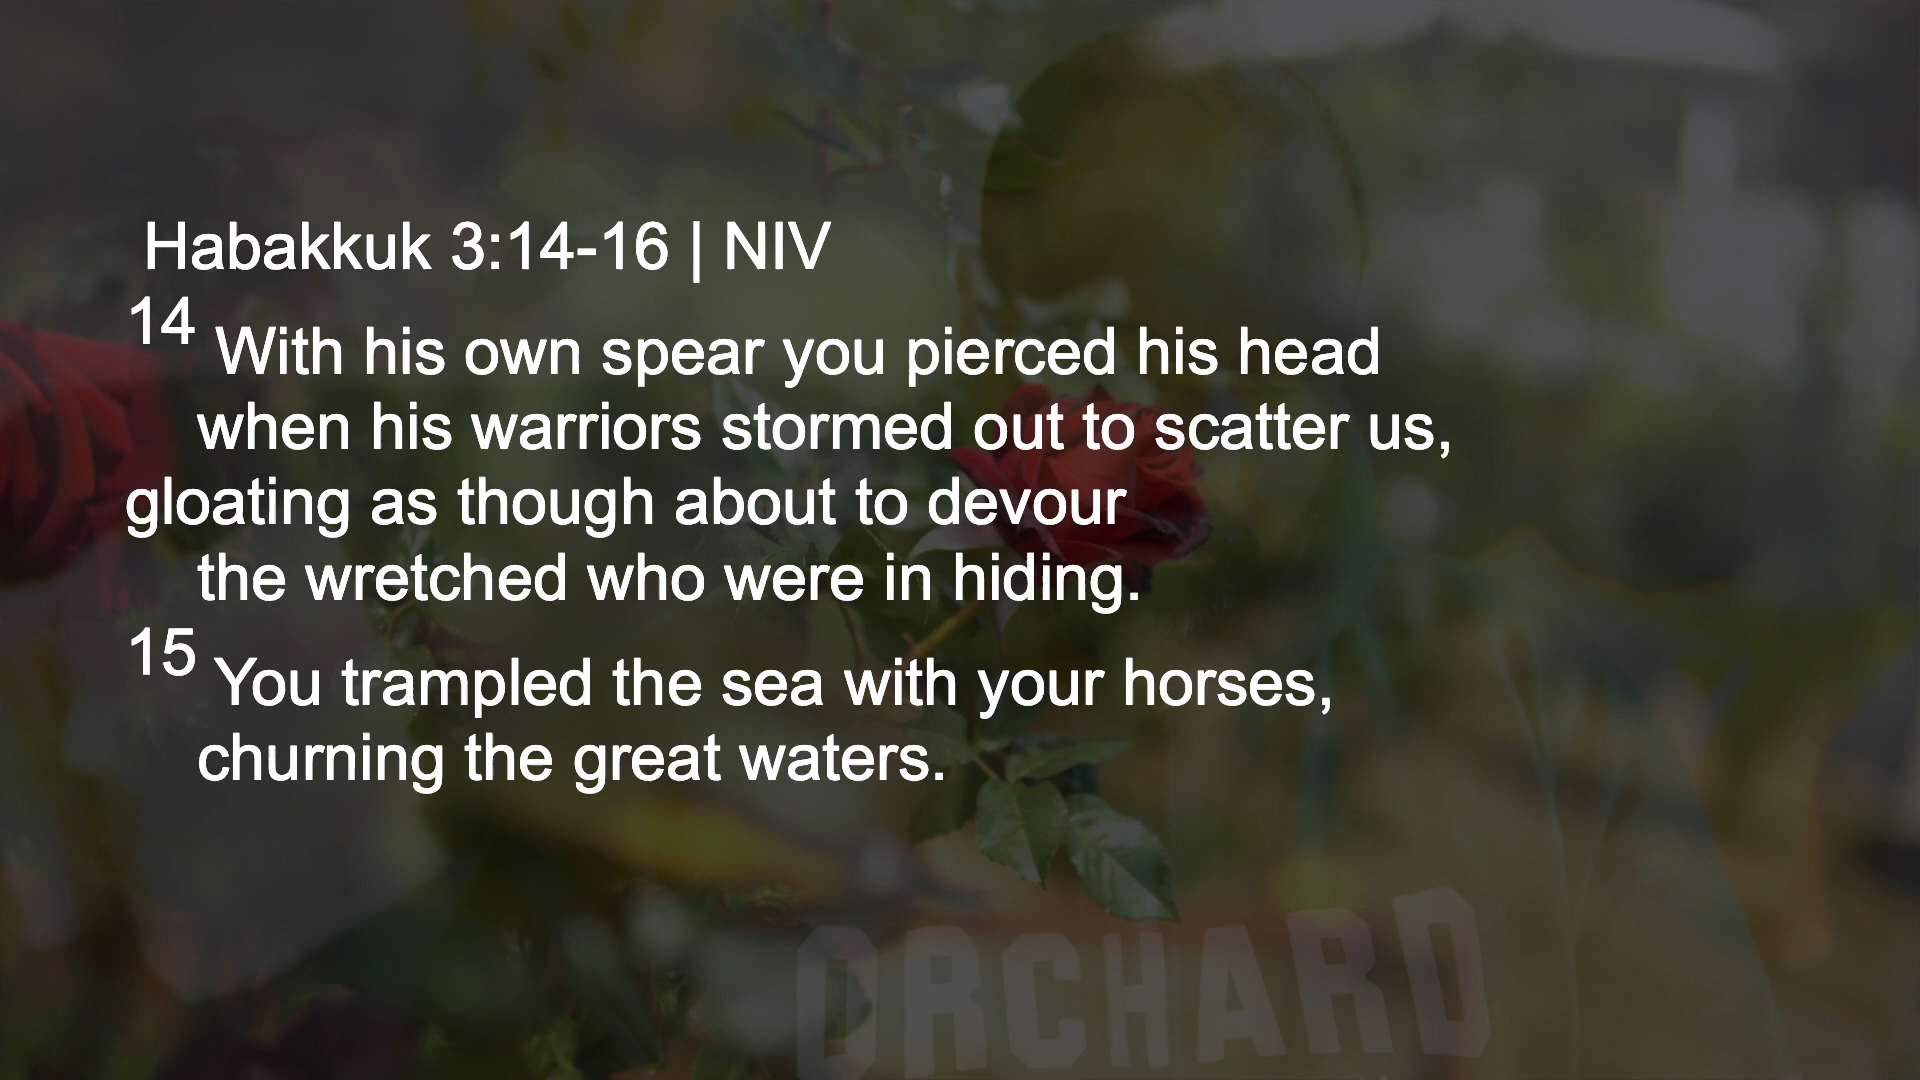 Habakkuk 3:14-16 | NIV
14 With his own spear you pierced his head
when his warriors stormed out to scatter us,
gloating as though about to devour
the wretched who were in hiding.
15 You trampled the sea with your horses,
churning the great waters.
ORCHARD